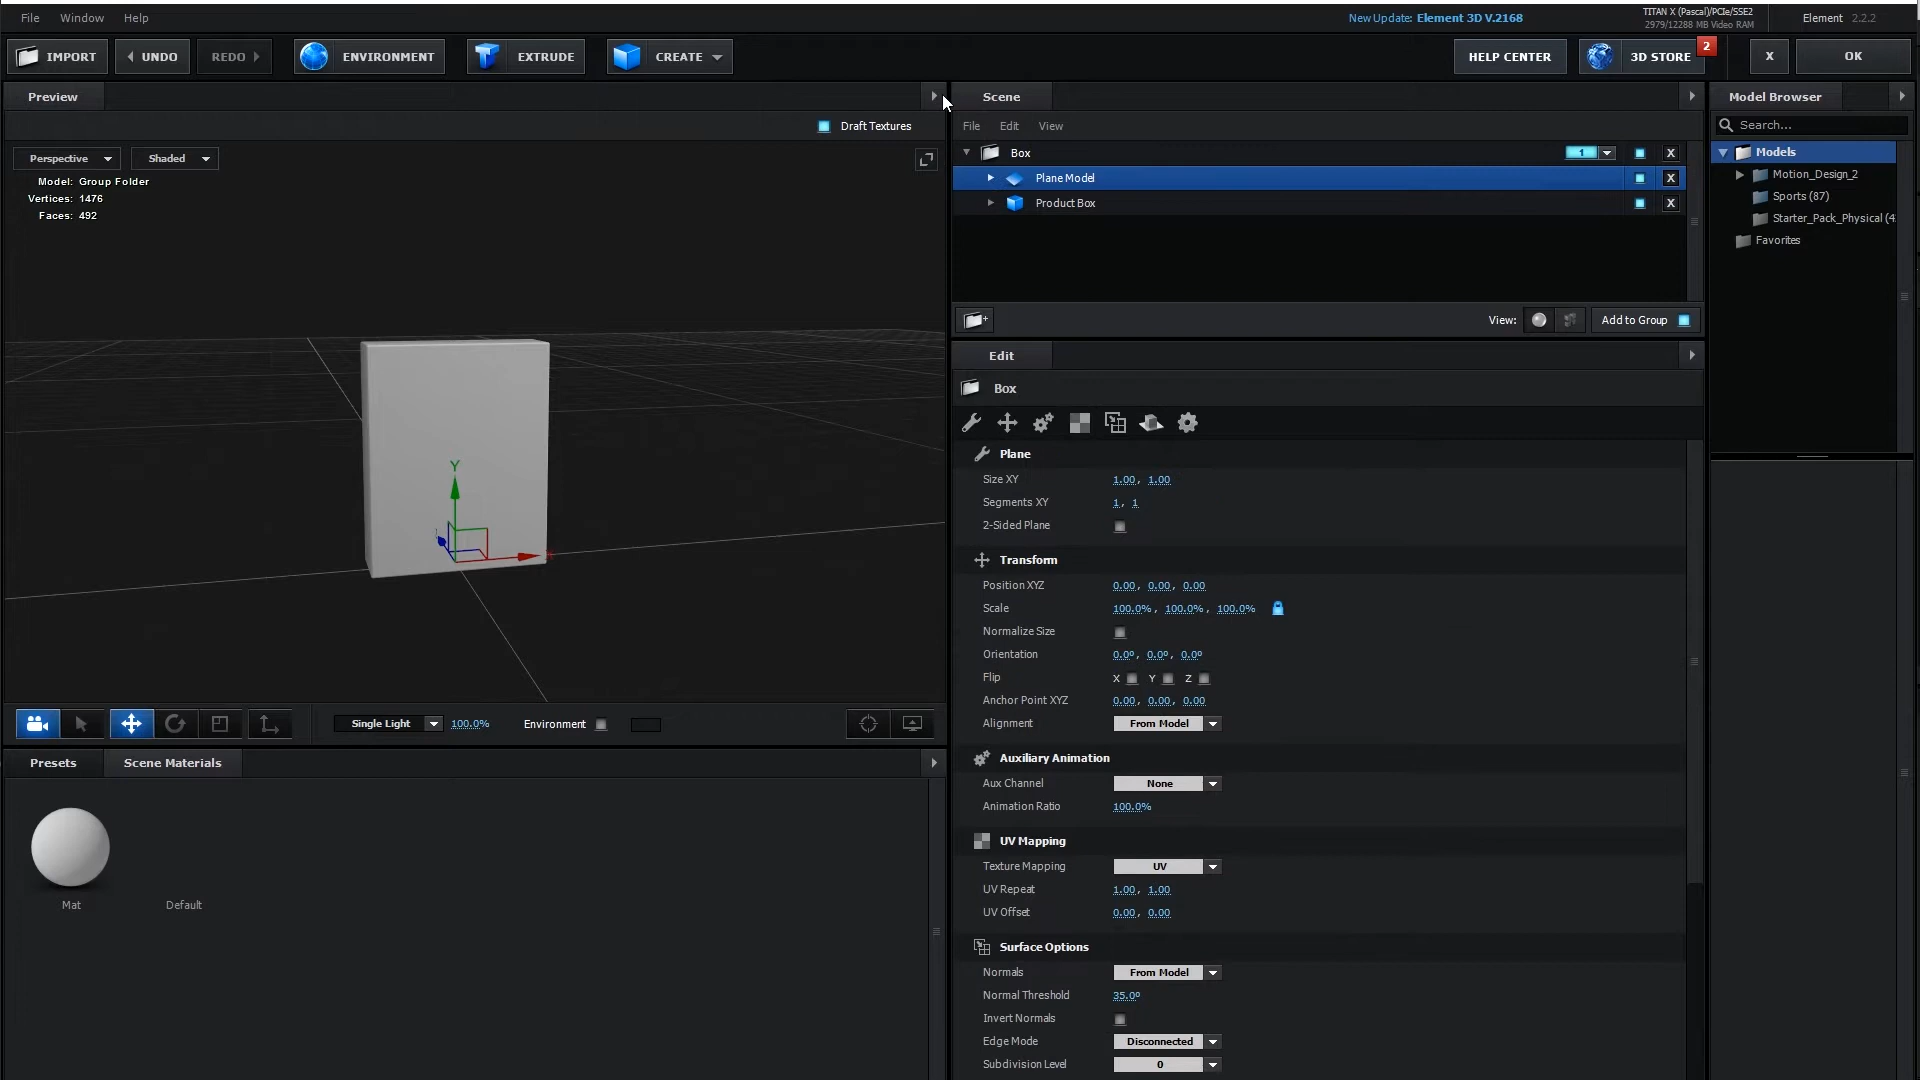 File Window Help
New Update: Element 3D V.2168
TITAN X (Pascal)/PCIe/SSE2
2979/12288 MB Video RAM
Element 2.2.2
IMPORT UNDO REDO ENVIRONMENT EXTRUDE CREATE HELP CENTER 3D STORE 2 X OK
Preview
Draft Textures
Perspective Shaded
Model: Group Folder
Vertices: 1476
Faces: 492
Y
Single Light 100.0% Environment
Presets Scene Materials
Mat Default
Scene
File Edit View
Box 1 X
Plane Model X
Product Box X
View: Add to Group
Edit
Box
Plane
Size XY 1.00, 1.00
Segments XY 1, 1
2-Sided Plane
Transform
Position XYZ 0.00, 0.00, 0.00
Scale 100.0%, 100.0%, 100.0%
Normalize Size
Orientation 0.0º, 0.0º, 0.0º
Flip X Y Z
Anchor Point XYZ 0.00, 0.00, 0.00
Alignment From Model
Auxiliary Animation
Aux Channel None
Animation Ratio 100.0%
UV Mapping
Texture Mapping UV
UV Repeat 1.00, 1.00
UV Offset 0.00, 0.00
Surface Options
Normals From Model
Normal Threshold 35.0º
Invert Normals
Edge Mode Disconnected
Subdivision Level 0
Model Browser
Search...
Models
Motion_Design_2
Sports (87)
Starter_Pack_Physical (4
Favorites